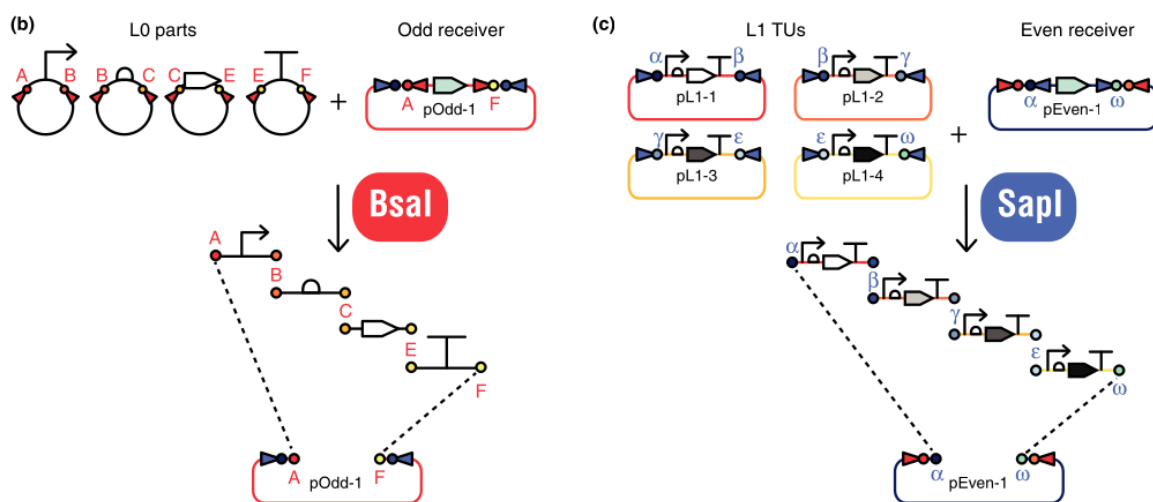 (b)
L0 parts
Odd receiver
A B B C C E E F
+
A F
pOdd-1
BsaI
A
B
C
E
F
A F
pOdd-1
(c)
L1 TUs
Even receiver
α β β γ
pL1-1 pL1-2
γ ε ε ω
pL1-3 pL1-4
+
α ω
pEven-1
SapI
α
β
γ
ε
ω
α ω
pEven-1